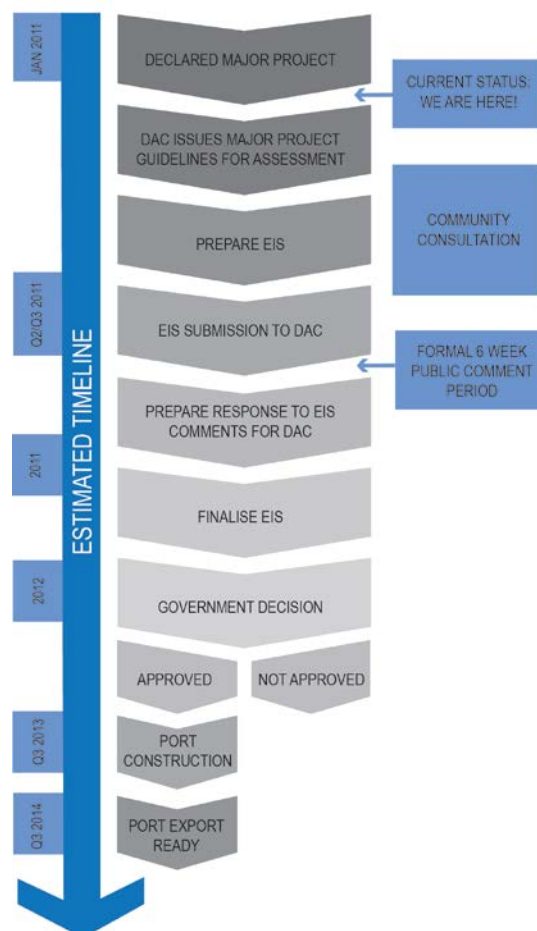 JAN 2011
DECLARED MAJOR PROJECT
CURRENT STATUS:
WE ARE HERE!
DAC ISSUES MAJOR PROJECT
GUIDELINES FOR ASSESSMENT
COMMUNITY
CONSULTATION
PREPARE EIS
Q2/Q3 2011
EIS SUBMISSION TO DAC
FORMAL 6 WEEK
PUBLIC COMMENT
PERIOD
ESTIMATED TIMELINE
PREPARE RESPONSE TO EIS
COMMENTS FOR DAC
2011
FINALISE EIS
2012
GOVERNMENT DECISION
APPROVED
NOT APPROVED
Q3 2013
PORT
CONSTRUCTION
Q3 2014
PORT EXPORT
READY